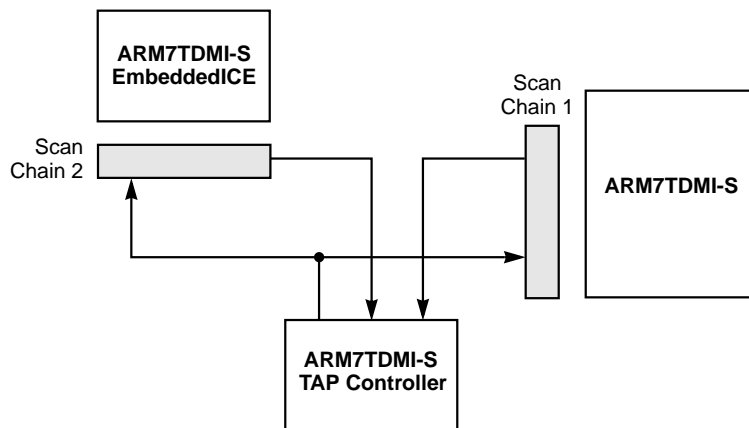 ARM7TDMI-S
EmbeddedICE
Scan
Chain 2
Scan
Chain 1
ARM7TDMI-S
ARM7TDMI-S
TAP Controller